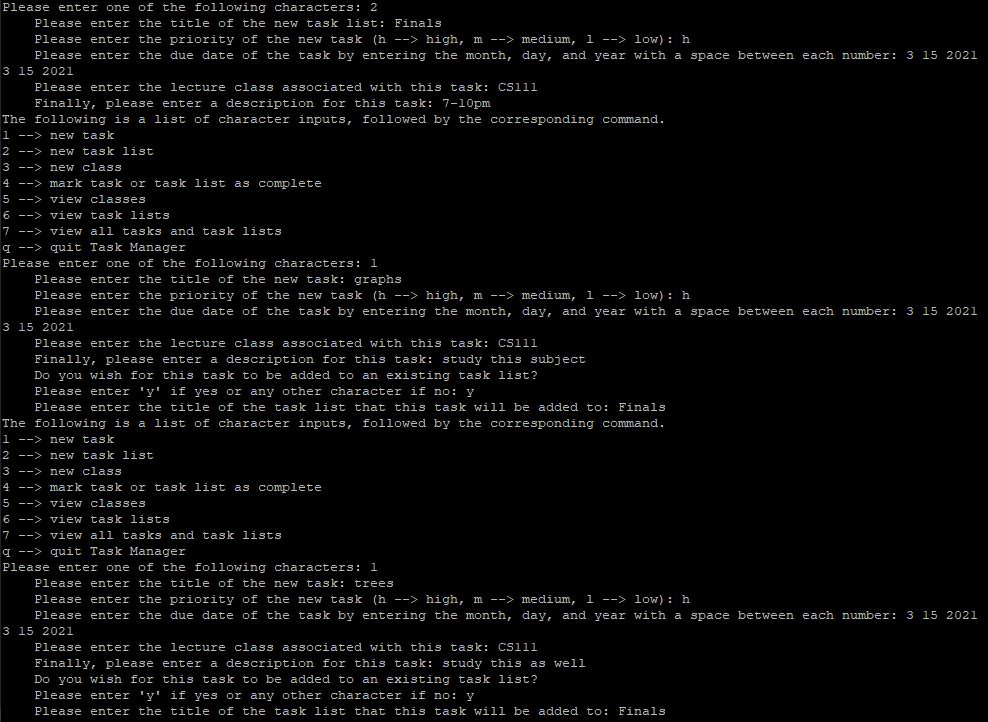 Please enter one of the following characters: 2
Please enter the title of the new task list: Finals
Please enter the priority of the new task (h --> high, m --> medium, l --> low): h
Please enter the due date of the task by entering the month, day, and year with a space between each number: 3 15 2021
3 15 2021
Please enter the lecture class associated with this task: CS111
Finally, please enter a description for this task: 7-10pm
The following is a list of character inputs, followed by the corresponding command.
1 --> new task
2 --> new task list
3 --> new class
4 --> mark task or task list as complete
5 --> view classes
6 --> view task lists
7 --> view all tasks and task lists
q --> quit Task Manager
Please enter one of the following characters: 1
Please enter the title of the new task: graphs
Please enter the priority of the new task (h --> high, m --> medium, l --> low): h
Please enter the due date of the task by entering the month, day, and year with a space between each number: 3 15 2021
3 15 2021
Please enter the lecture class associated with this task: CS111
Finally, please enter a description for this task: study this subject
Do you wish for this task to be added to an existing task list?
Please enter 'y' if yes or any other character if no: y
Please enter the title of the task list that this task will be added to: Finals
The following is a list of character inputs, followed by the corresponding command.
1 --> new task
2 --> new task list
3 --> new class
4 --> mark task or task list as complete
5 --> view classes
6 --> view task lists
7 --> view all tasks and task lists
q --> quit Task Manager
Please enter one of the following characters: 1
Please enter the title of the new task: trees
Please enter the priority of the new task (h --> high, m --> medium, l --> low): h
Please enter the due date of the task by entering the month, day, and year with a space between each number: 3 15 2021
3 15 2021
Please enter the lecture class associated with this task: CS111
Finally, please enter a description for this task: study this as well
Do you wish for this task to be added to an existing task list?
Please enter 'y' if yes or any other character if no: y
Please enter the title of the task list that this task will be added to: Finals